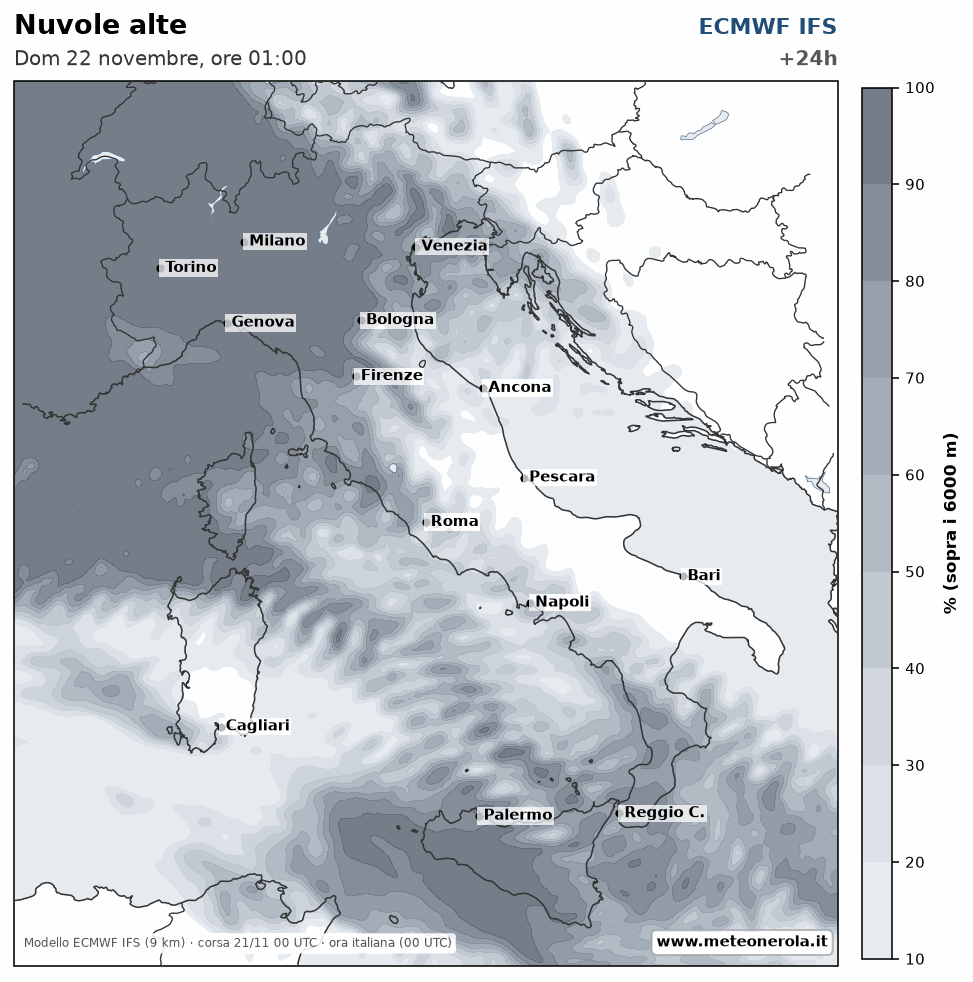 Nuvole alte
ECMWF IFS
Dom 22 novembre, ore 01:00
+24h
100
90
80
70
60
50
40
30
20
10
% (sopra i 6000 m)
Milano
Venezia
Torino
Genova
Bologna
Firenze
Ancona
Pescara
Roma
Bari
Napoli
Cagliari
Palermo
Reggio C.
Modello ECMWF IFS (9 km) · corsa 21/11 00 UTC · ora italiana (00 UTC)
www.meteonerola.it